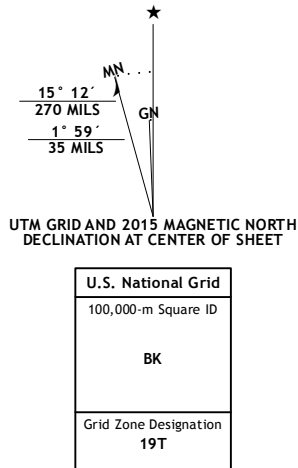 ★
MN
GN
15° 12´
270 MILS
1° 59´
35 MILS
UTM GRID AND 2015 MAGNETIC NORTH
DECLINATION AT CENTER OF SHEET
U.S. National Grid
100,000-m Square ID
BK
Grid Zone Designation
19T